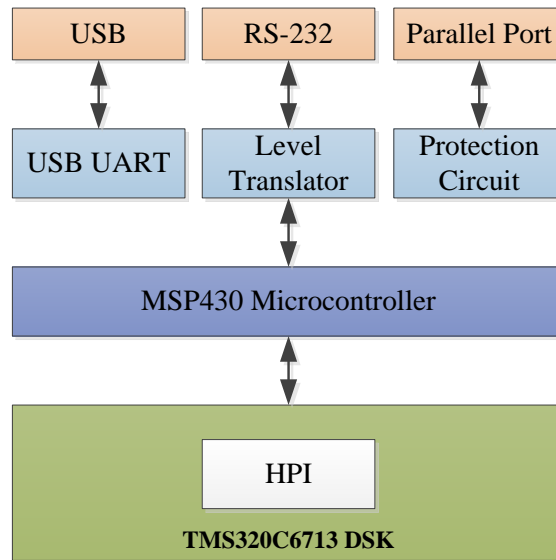 USB
RS-232
Parallel Port
USB UART
Level
Translator
Protection
Circuit
MSP430 Microcontroller
HPI
TMS320C6713 DSK